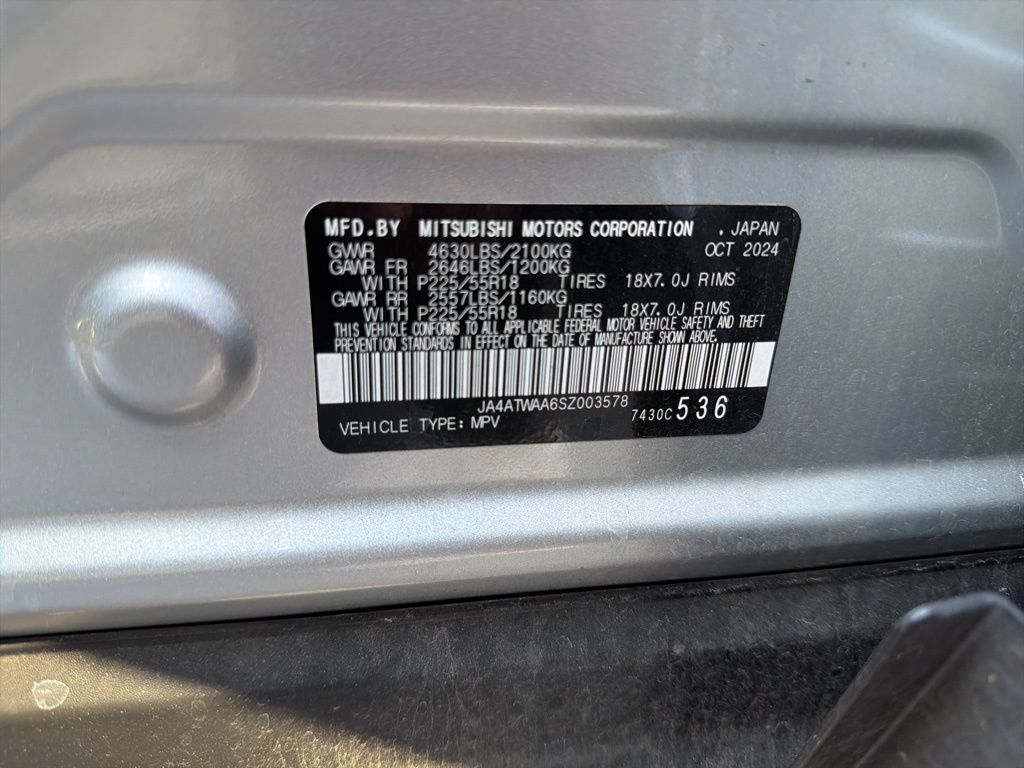 MFD.BY MITSUBISHI MOTORS CORPORATION , JAPAN
GVWR 4630LBS/2100KG OCT 2024
GAWR FR 2646LBS/1200KG
WITH P225/55R18 TIRES 18X7.0J RIMS
GAWR RR 2557LBS/1160KG
WITH P225/55R18 TIRES 18X7.0J RIMS
THIS VEHICLE CONFORMS TO ALL APPLICABLE FEDERAL MOTOR VEHICLE SAFETY AND THEFT
PREVENTION STANDARDS IN EFFECT ON THE DATE OF MANUFACTURE SHOWN ABOVE.
JA4ATWAA6SZ003578
VEHICLE TYPE: MPV 7430C 536